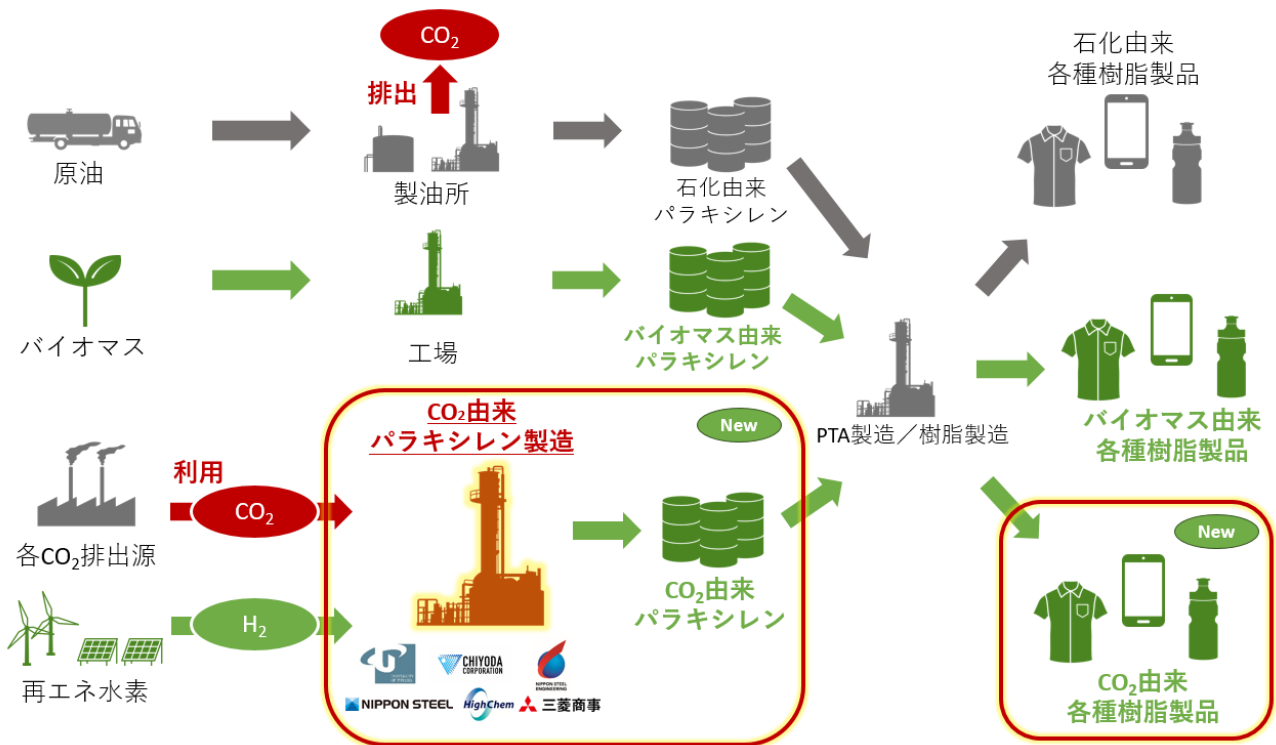 CO₂
排出
原油
製油所
石化由来
パラキシレン
石化由来
各種樹脂製品
バイオマス
工場
バイオマス由来
パラキシレン
PTA製造／樹脂製造
バイオマス由来
各種樹脂製品
CO₂由来
パラキシレン製造
New
利用
CO₂
各CO₂排出源
H₂
再エネ水素
CO₂由来
パラキシレン
CHIYODA
CORPORATION
NIPPON STEEL
ENGINEERING
NIPPON STEEL
HighChem
三菱商事
New
CO₂由来
各種樹脂製品